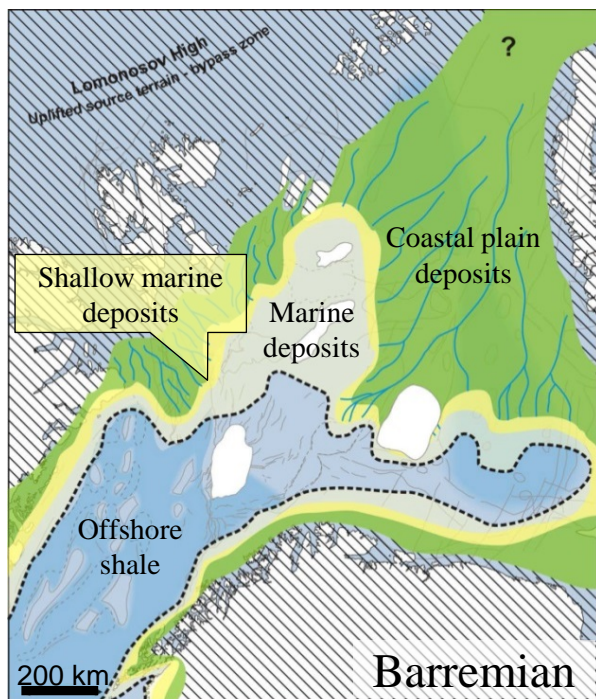 Lomonosov High
Uplifted source terrain - bypass zone
?
Coastal plain
deposits
Shallow marine
deposits
Marine
deposits
Offshore
shale
200 km
Barremian